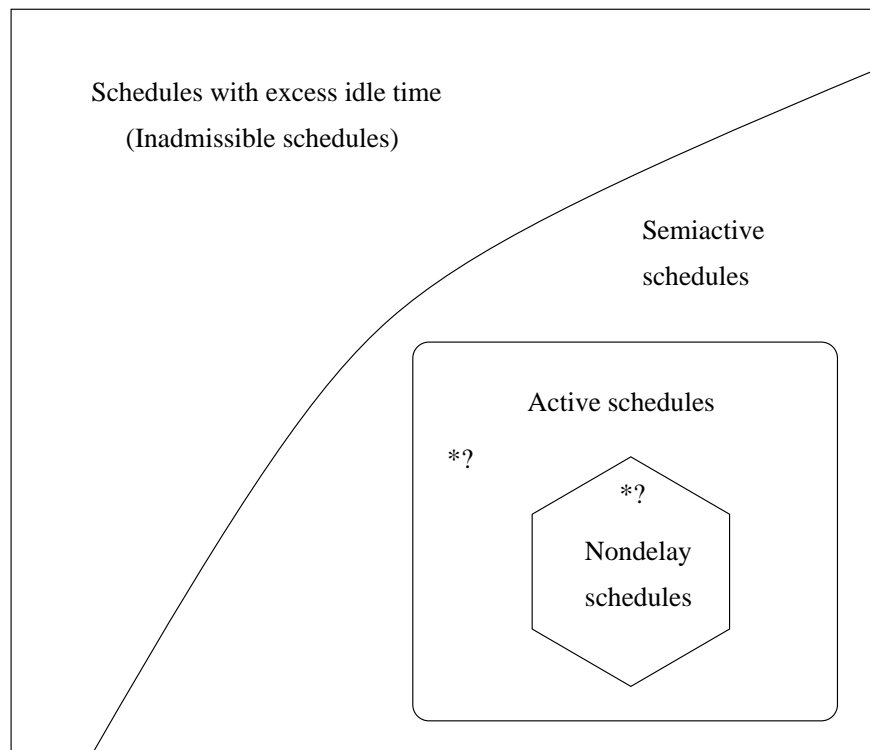 Schedules with excess idle time
(Inadmissible schedules)
Semiactive
schedules
Active schedules
*?
*?
Nondelay
schedules